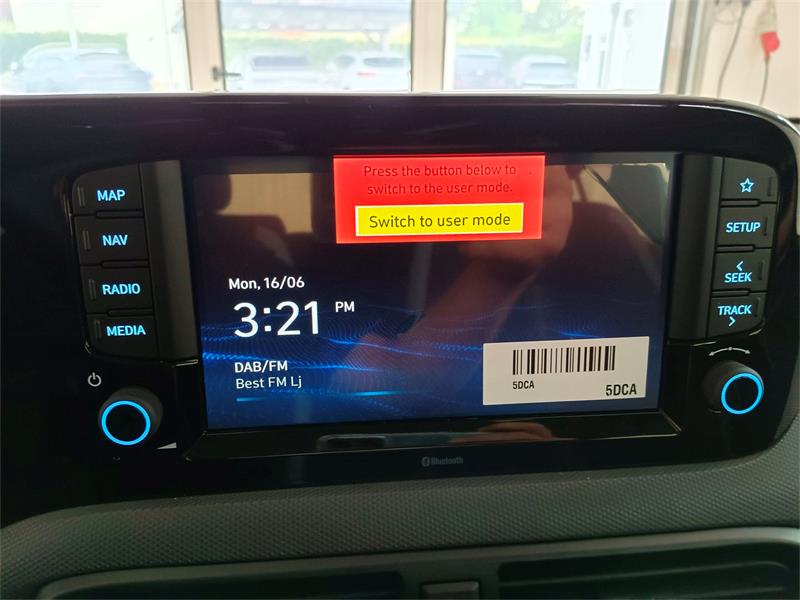 Press the button below to
switch to the user mode.
Switch to user mode
MAP
NAV
RADIO
MEDIA
Mon, 16/06
3:21 PM
DAB/FM
Best FM Lj
5DCA
5DCA
SETUP
<
SEEK
TRACK
>
Bluetooth